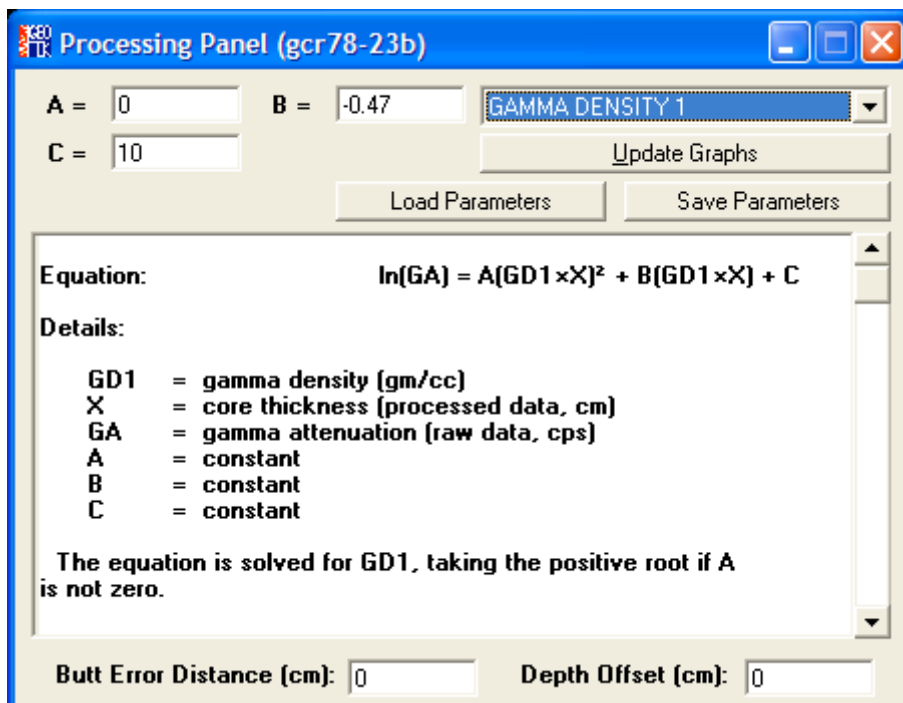 GEO TK Processing Panel (gcr78-23b)
A = 0 B = -0.47 GAMMA DENSITY 1
C = 10 Update Graphs
Load Parameters Save Parameters
Equation: ln(GA) = A(GD1×X)² + B(GD1×X) + C
Details:
GD1 = gamma density (gm/cc)
X = core thickness (processed data, cm)
GA = gamma attenuation (raw data, cps)
A = constant
B = constant
C = constant
The equation is solved for GD1, taking the positive root if A
is not zero.
Butt Error Distance (cm): 0 Depth Offset (cm): 0